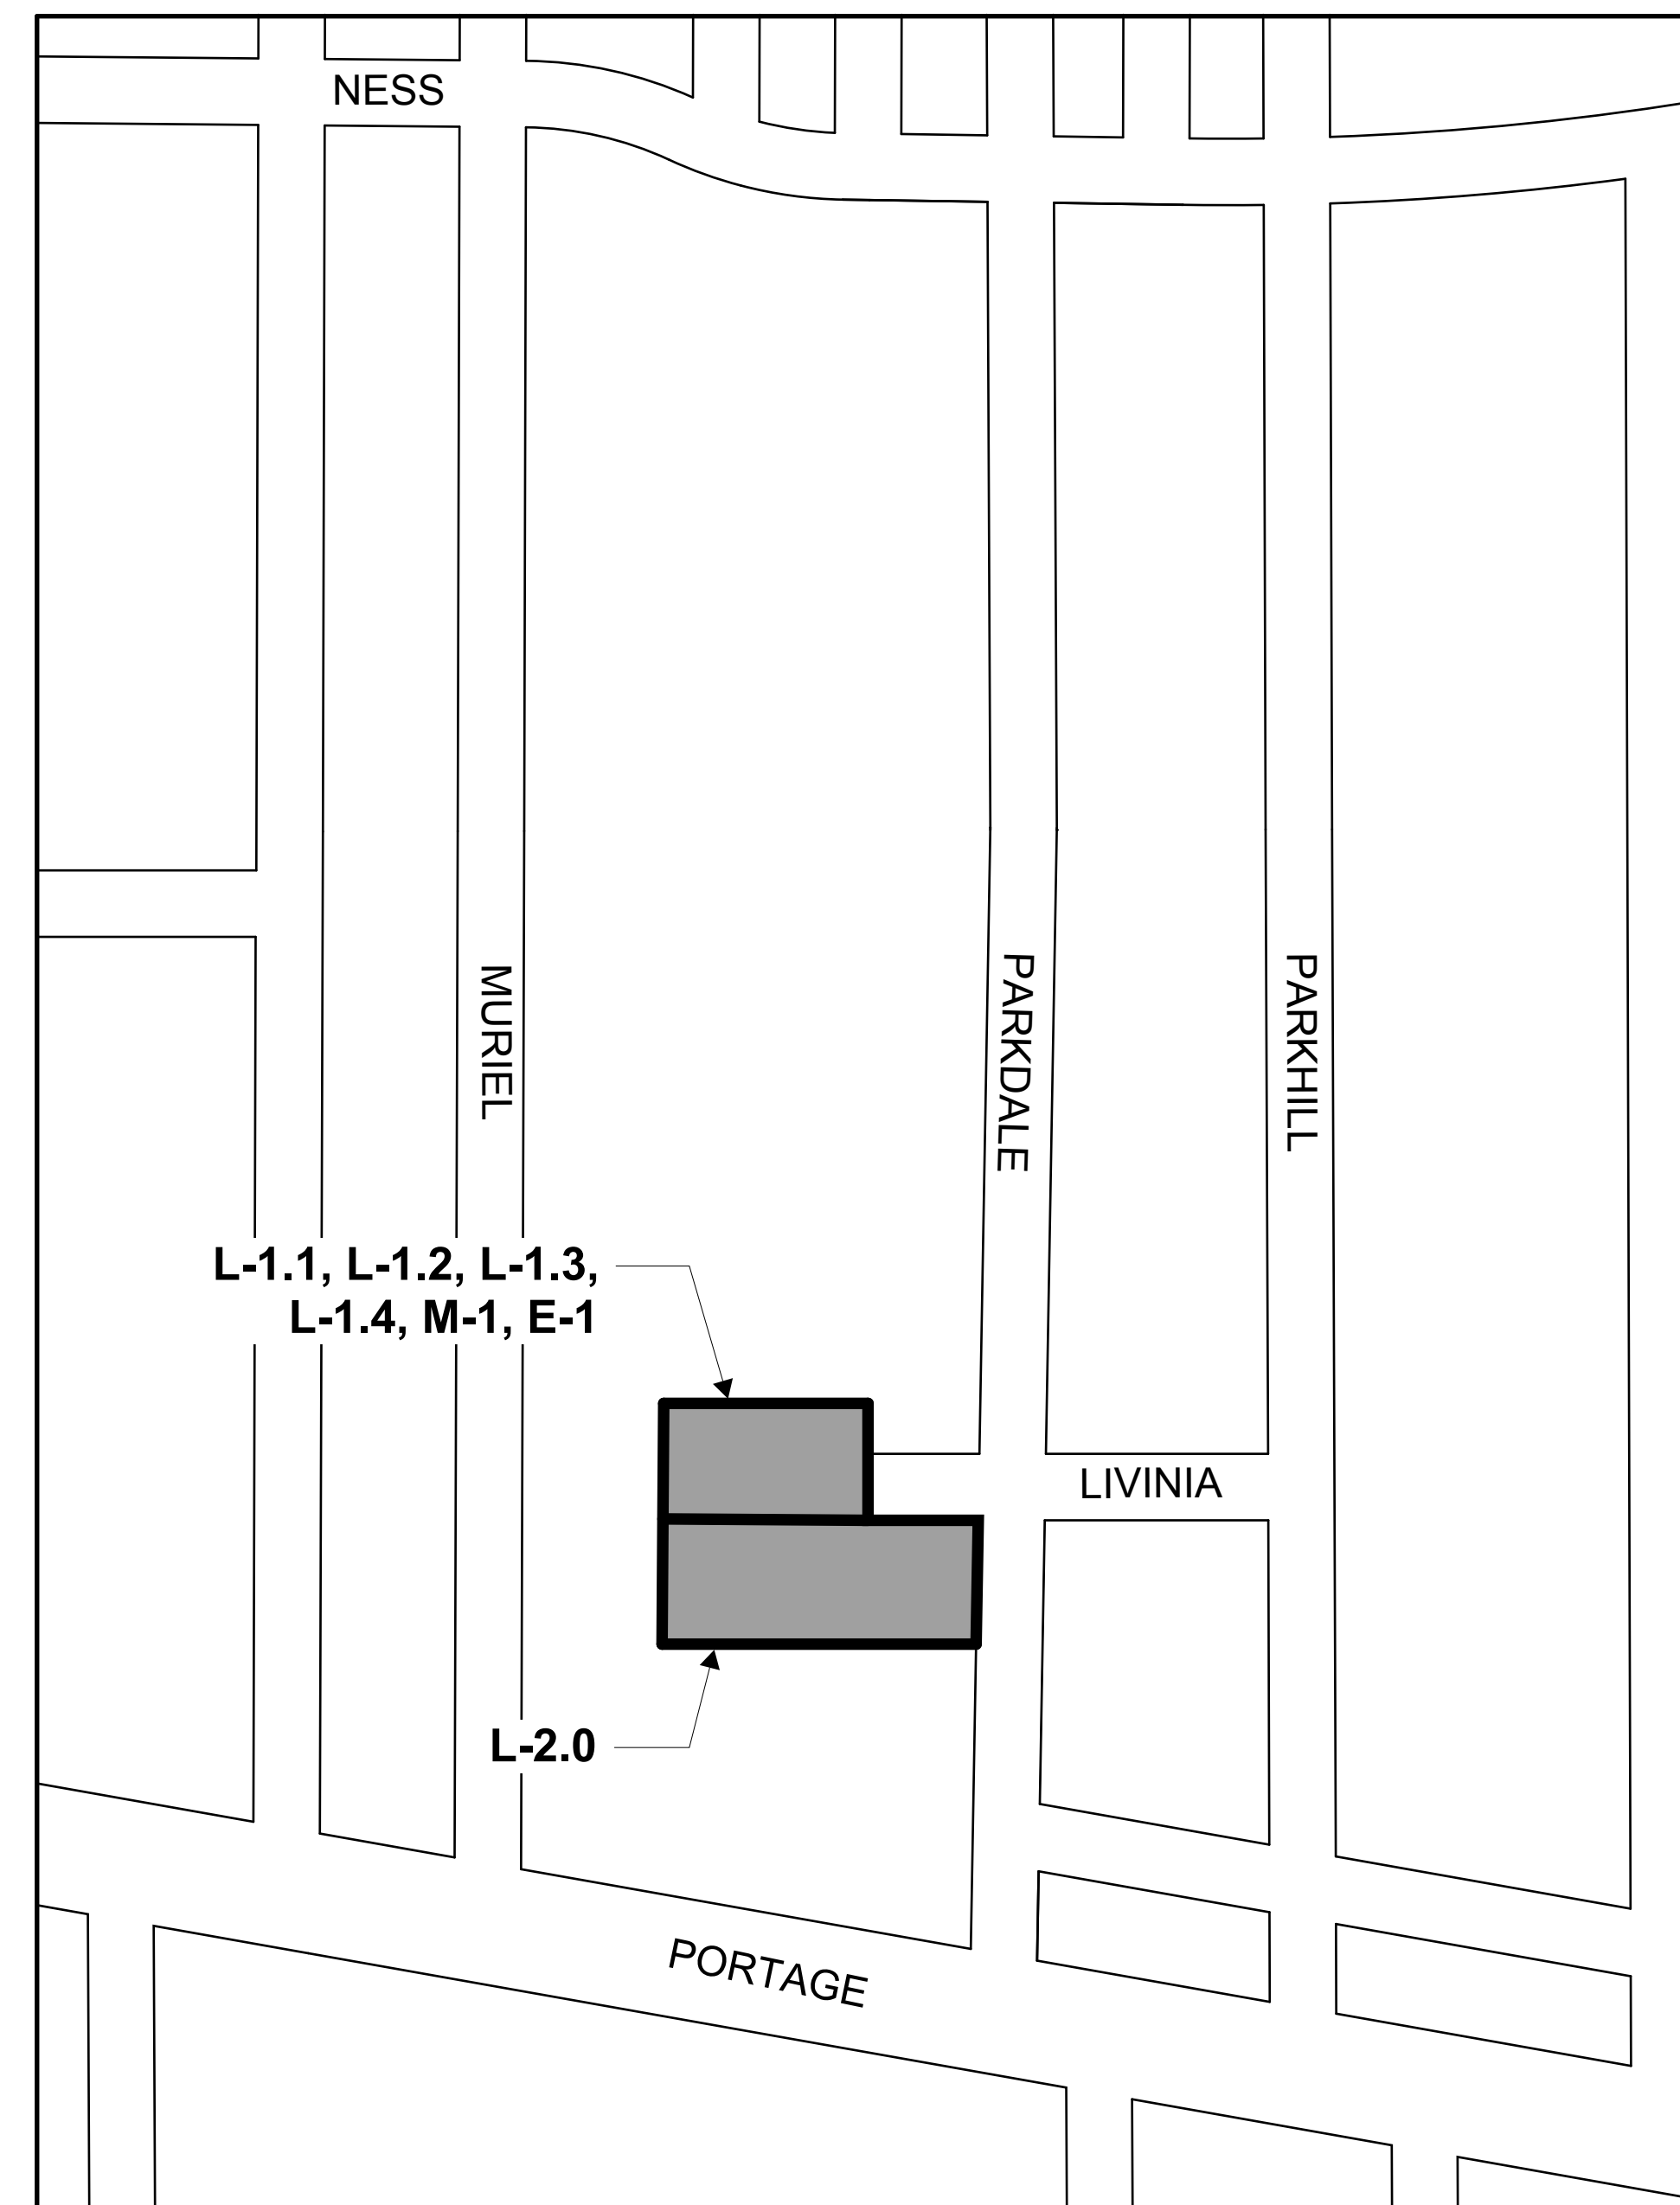 NESS
MURIEL
PARKDALE
PARKHILL
L-1.1, L-1.2, L-1.3,
L-1.4, M-1, E-1
LIVINIA
L-2.0
PORTAGE